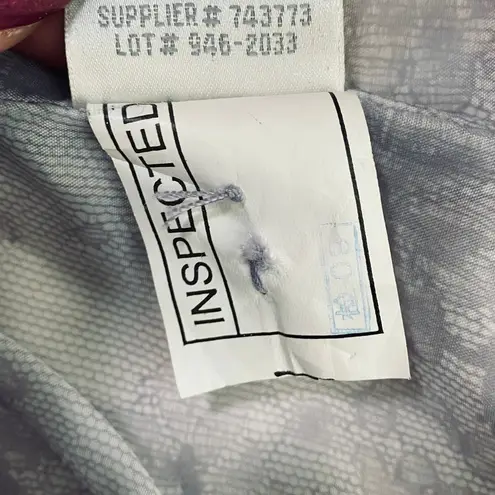 SUPPLIER# 743773
LOT# 946-2033
INSPECTED